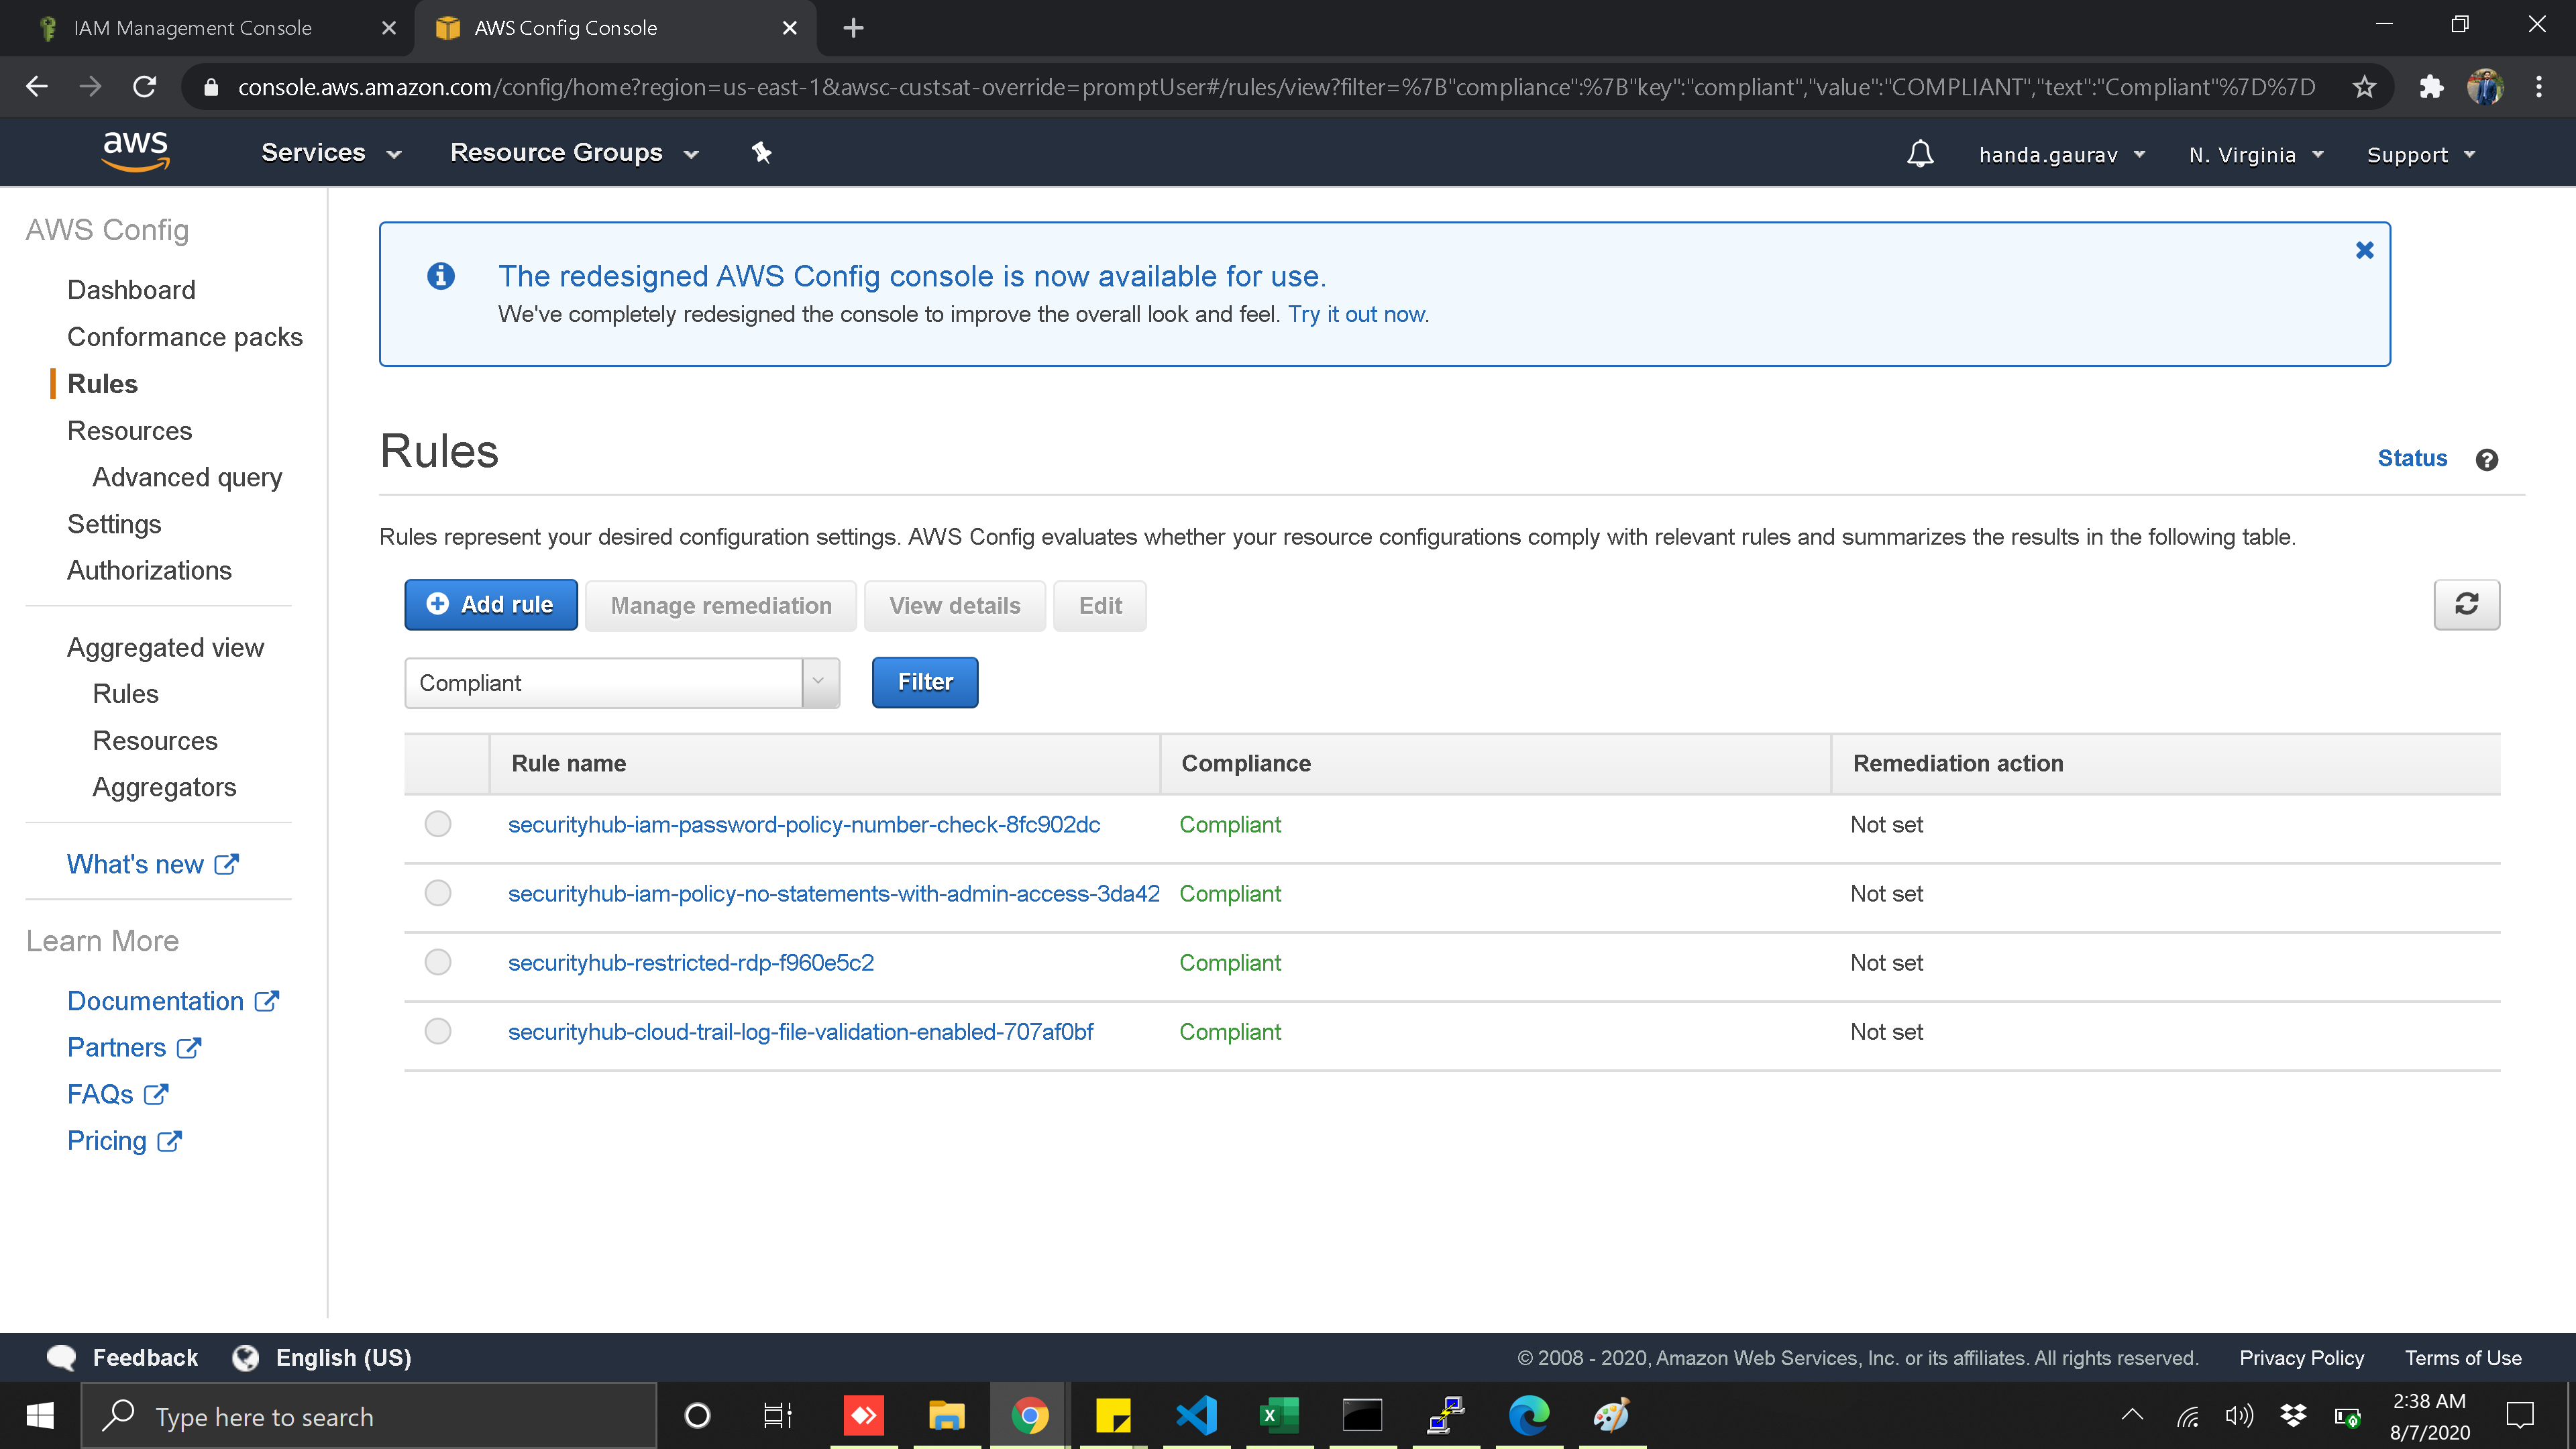 IAM Management Console
AWS Config Console
console.aws.amazon.com/config/home?region=us-east-1&awsc-custsat-override=promptUser#/rules/view?filter=%7B"compliance":%7B"key":"compliant","value":"COMPLIANT","text":"Compliant"%7D%7D
aws Services Resource Groups handa.gaurav N. Virginia Support
AWS Config
Dashboard
Conformance packs
Rules
Resources
Advanced query
Settings
Authorizations
Aggregated view
Rules
Resources
Aggregators
What's new
Learn More
Documentation
Partners
FAQs
Pricing
The redesigned AWS Config console is now available for use.
We've completely redesigned the console to improve the overall look and feel. Try it out now.
Rules
Status
Rules represent your desired configuration settings. AWS Config evaluates whether your resource configurations comply with relevant rules and summarizes the results in the following table.
Add rule Manage remediation View details Edit
Compliant Filter
Rule name Compliance Remediation action
securityhub-iam-password-policy-number-check-8fc902dc Compliant Not set
securityhub-iam-policy-no-statements-with-admin-access-3da42 Compliant Not set
securityhub-restricted-rdp-f960e5c2 Compliant Not set
securityhub-cloud-trail-log-file-validation-enabled-707af0bf Compliant Not set
Feedback English (US) © 2008 - 2020, Amazon Web Services, Inc. or its affiliates. All rights reserved. Privacy Policy Terms of Use
Type here to search
2:38 AM
8/7/2020